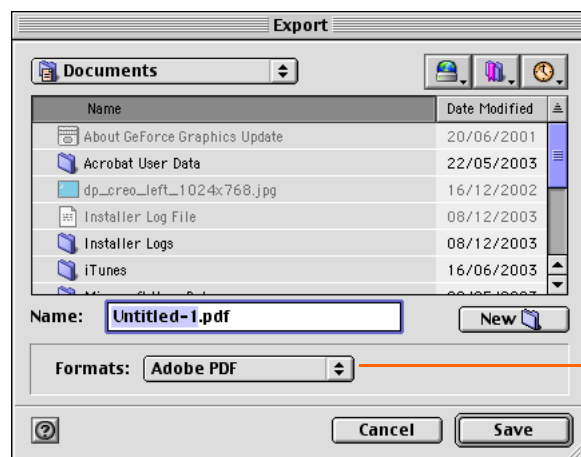 Export
Documents
Name Date Modified
About GeForce Graphics Update 20/06/2001
Acrobat User Data 22/05/2003
dp_creo_left_1024x768.jpg 16/12/2002
Installer Log File 08/12/2003
Installer Logs 08/12/2003
iTunes 16/06/2003
Name: Untitled-1.pdf New
Formats: Adobe PDF
? Cancel Save